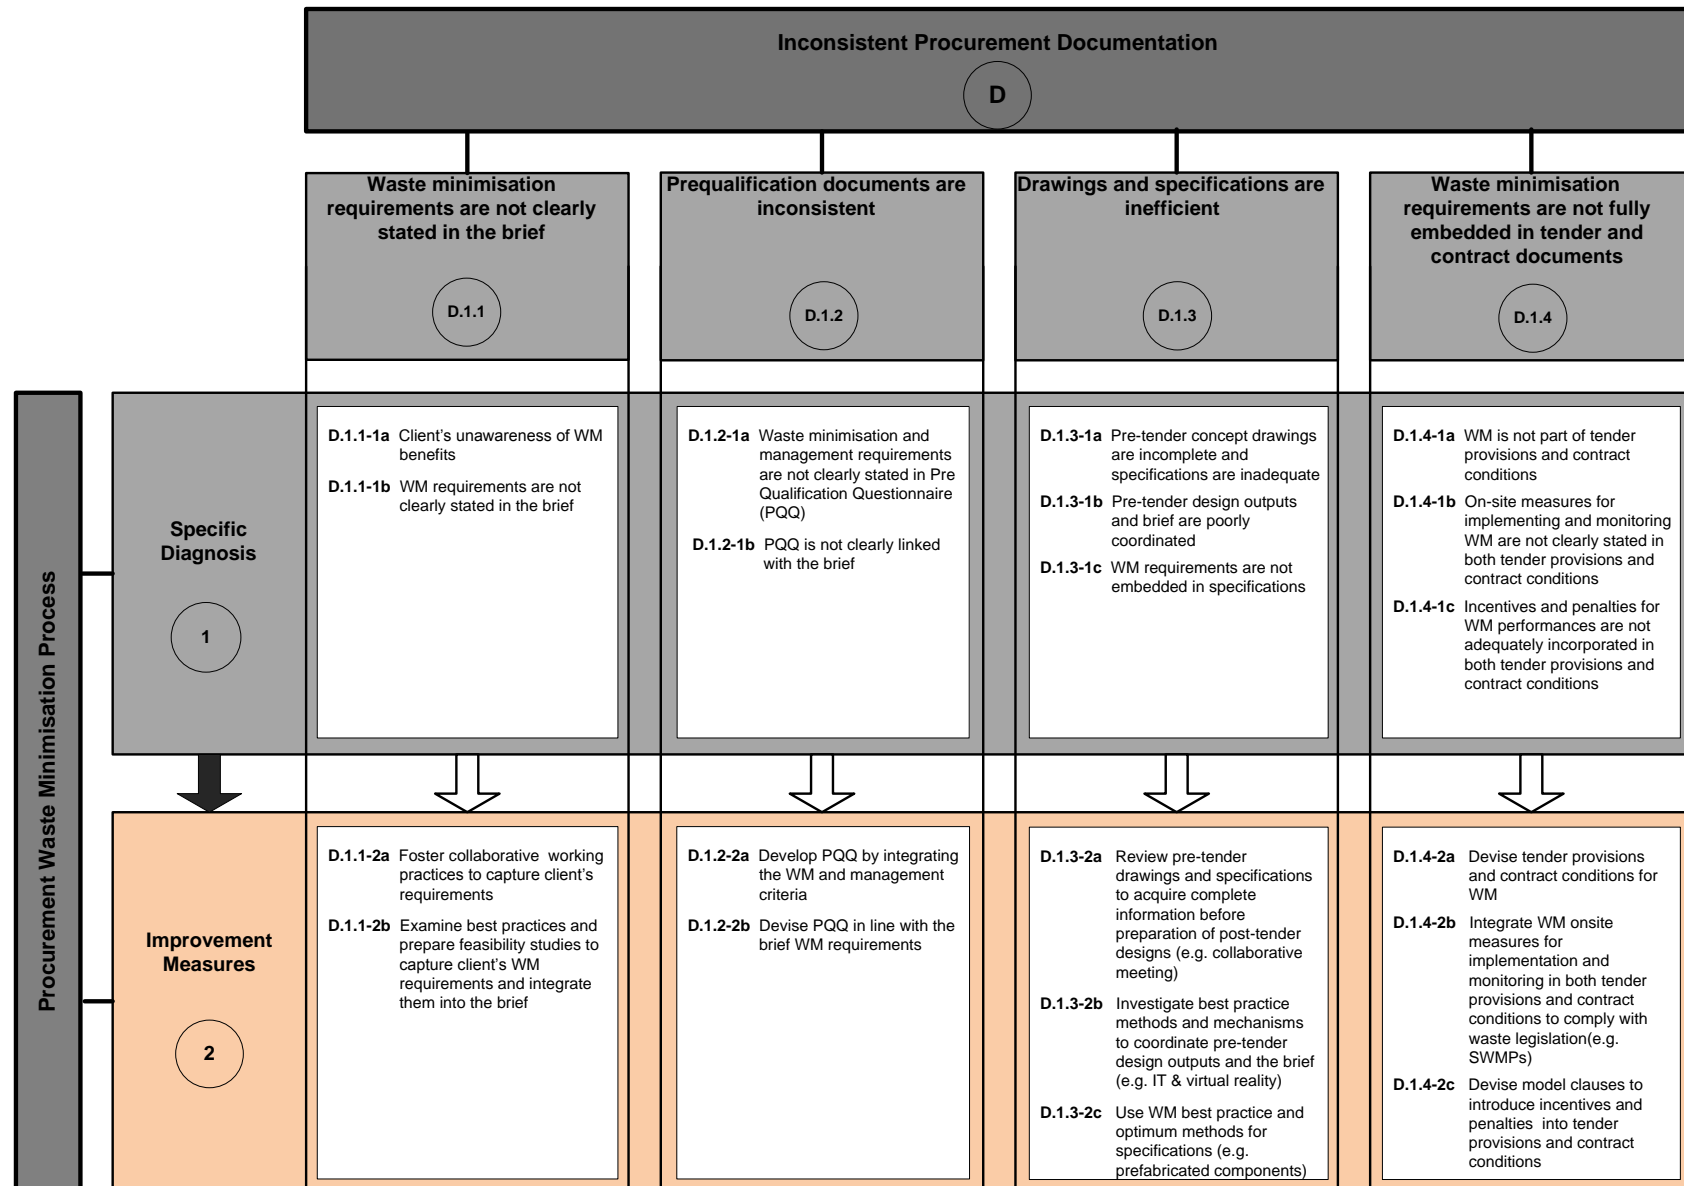 Inconsistent Procurement Documentation
D
Waste minimisation
requirements are not clearly
stated in the brief
D.1.1
Prequalification documents are
inconsistent
D.1.2
Drawings and specifications are
inefficient
D.1.3
Waste minimisation
requirements are not fully
embedded in tender and
contract documents
D.1.4
Procurement Waste Minimisation Process
Specific
Diagnosis
1
D.1.1-1a Client's unawareness of WM
benefits
D.1.1-1b WM requirements are not
clearly stated in the brief
D.1.2-1a Waste minimisation and
management requirements
are not clearly stated in Pre
Qualification Questionnaire
(PQQ)
D.1.2-1b PQQ is not clearly linked
with the brief
D.1.3-1a Pre-tender concept drawings
are incomplete and
specifications are inadequate
D.1.3-1b Pre-tender design outputs
and brief are poorly
coordinated
D.1.3-1c WM requirements are not
embedded in specifications
D.1.4-1a WM is not part of tender
provisions and contract
conditions
D.1.4-1b On-site measures for
implementing and monitoring
WM are not clearly stated in
both tender provisions and
contract conditions
D.1.4-1c Incentives and penalties for
WM performances are not
adequately incorporated in
both tender provisions and
contract conditions
Improvement
Measures
2
D.1.1-2a Foster collaborative working
practices to capture client's
requirements
D.1.1-2b Examine best practices and
prepare feasibility studies to
capture client's WM
requirements and integrate
them into the brief
D.1.2-2a Develop PQQ by integrating
the WM and management
criteria
D.1.2-2b Devise PQQ in line with the
brief WM requirements
D.1.3-2a Review pre-tender
drawings and specifications
to acquire complete
information before
preparation of post-tender
designs (e.g. collaborative
meeting)
D.1.3-2b Investigate best practice
methods and mechanisms
to coordinate pre-tender
design outputs and the brief
(e.g. IT & virtual reality)
D.1.3-2c Use WM best practice and
optimum methods for
specifications (e.g.
prefabricated components)
D.1.4-2a Devise tender provisions
and contract conditions for
WM
D.1.4-2b Integrate WM onsite
measures for
implementation and
monitoring in both tender
provisions and contract
conditions to comply with
waste legislation(e.g.
SWMPs)
D.1.4-2c Devise model clauses to
introduce incentives and
penalties into tender
provisions and contract
conditions